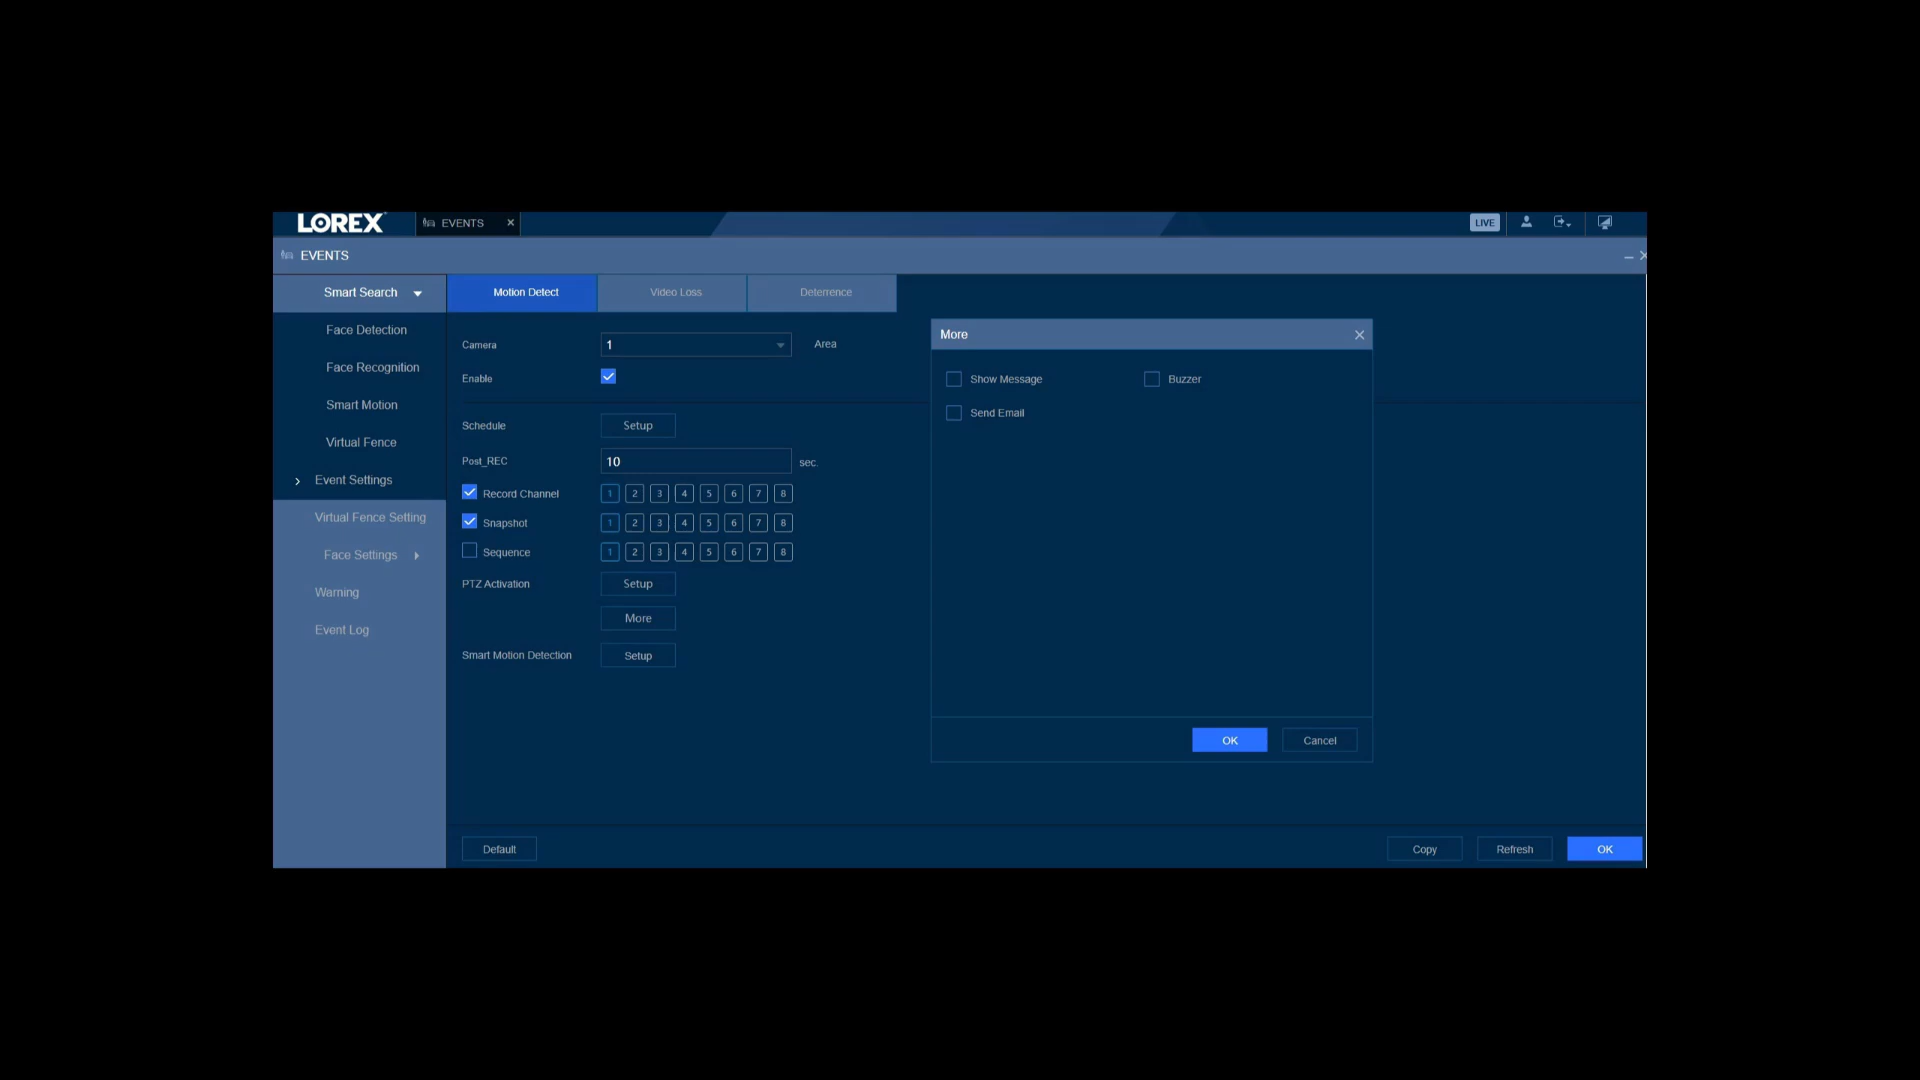 LOREX EVENTS × LIVE
EVENTS
Smart Search
Face Detection
Face Recognition
Smart Motion
Virtual Fence
Event Settings
Virtual Fence Setting
Face Settings
Warning
Event Log
Motion Detect Video Loss Deterrence
Camera 1 Area
Enable
Schedule Setup
Post_REC 10 sec.
Record Channel 1 2 3 4 5 6 7 8
Snapshot 1 2 3 4 5 6 7 8
Sequence 1 2 3 4 5 6 7 8
PTZ Activation Setup
More
Smart Motion Detection Setup
More
Show Message Buzzer
Send Email
OK Cancel
Default Copy Refresh OK